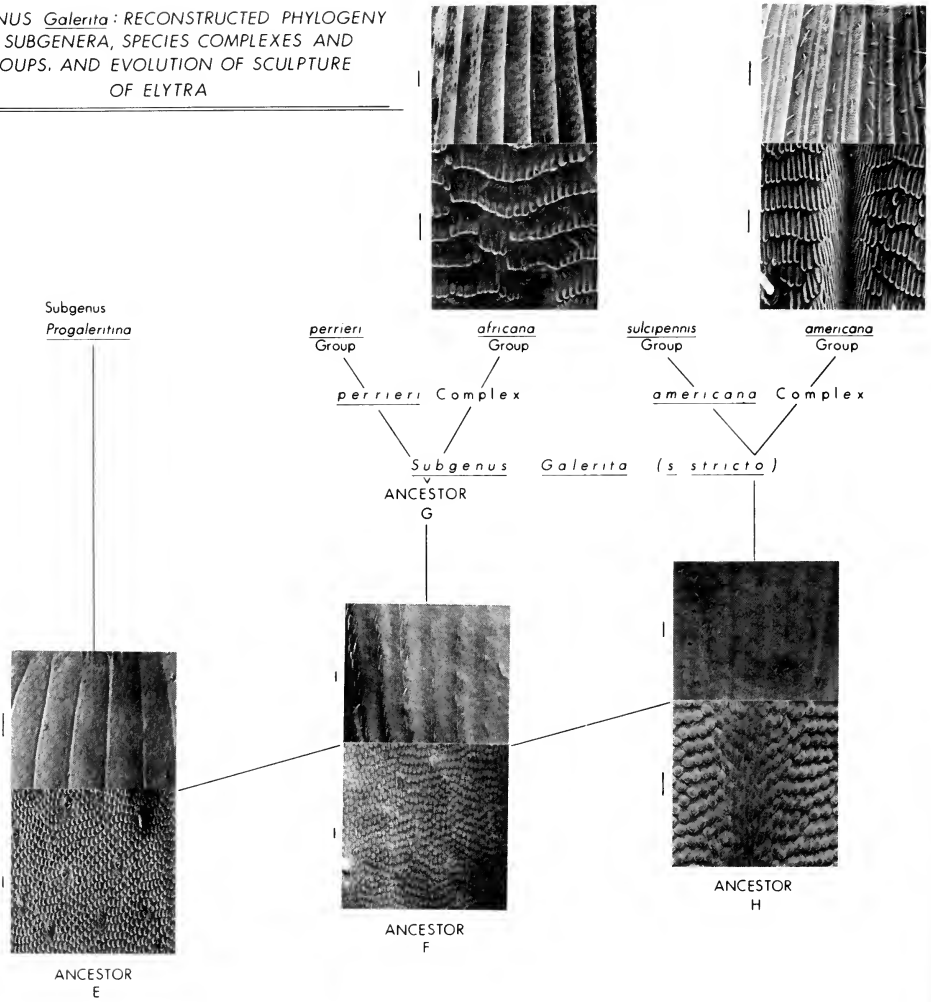 NUS Galerita: RECONSTRUCTED PHYLOGENY
SUBGENERA, SPECIES COMPLEXES AND
OUPS. AND EVOLUTION OF SCULPTURE
OF ELYTRA
Subgenus
Progaleritina
perrieri
Group
africana
Group
sulcipennis
Group
americana
Group
perrieri Complex
americana Complex
Subgenus Galerita (s stricto)
ANCESTOR
G
ANCESTOR
H
ANCESTOR
F
ANCESTOR
E